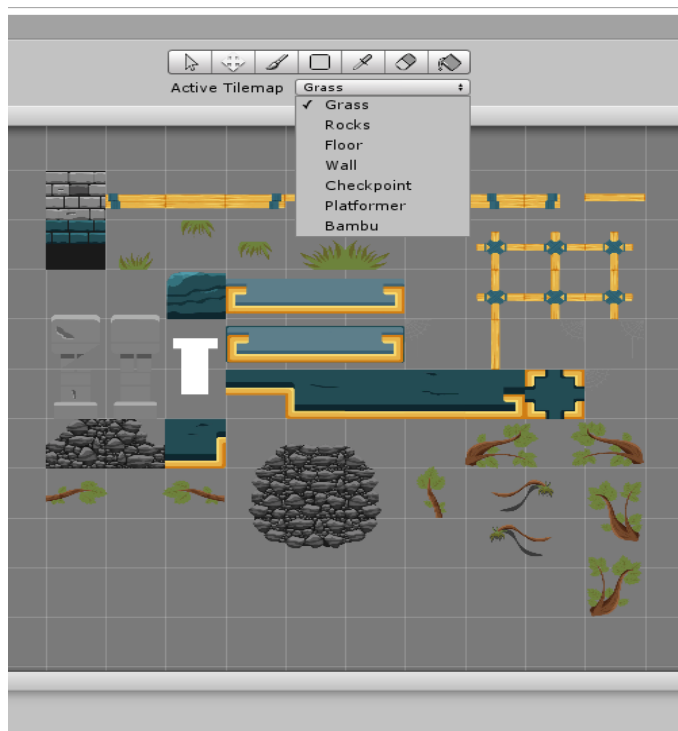 Active Tilemap Grass
✓ Grass
Rocks
Floor
Wall
Checkpoint
Platformer
Bambu